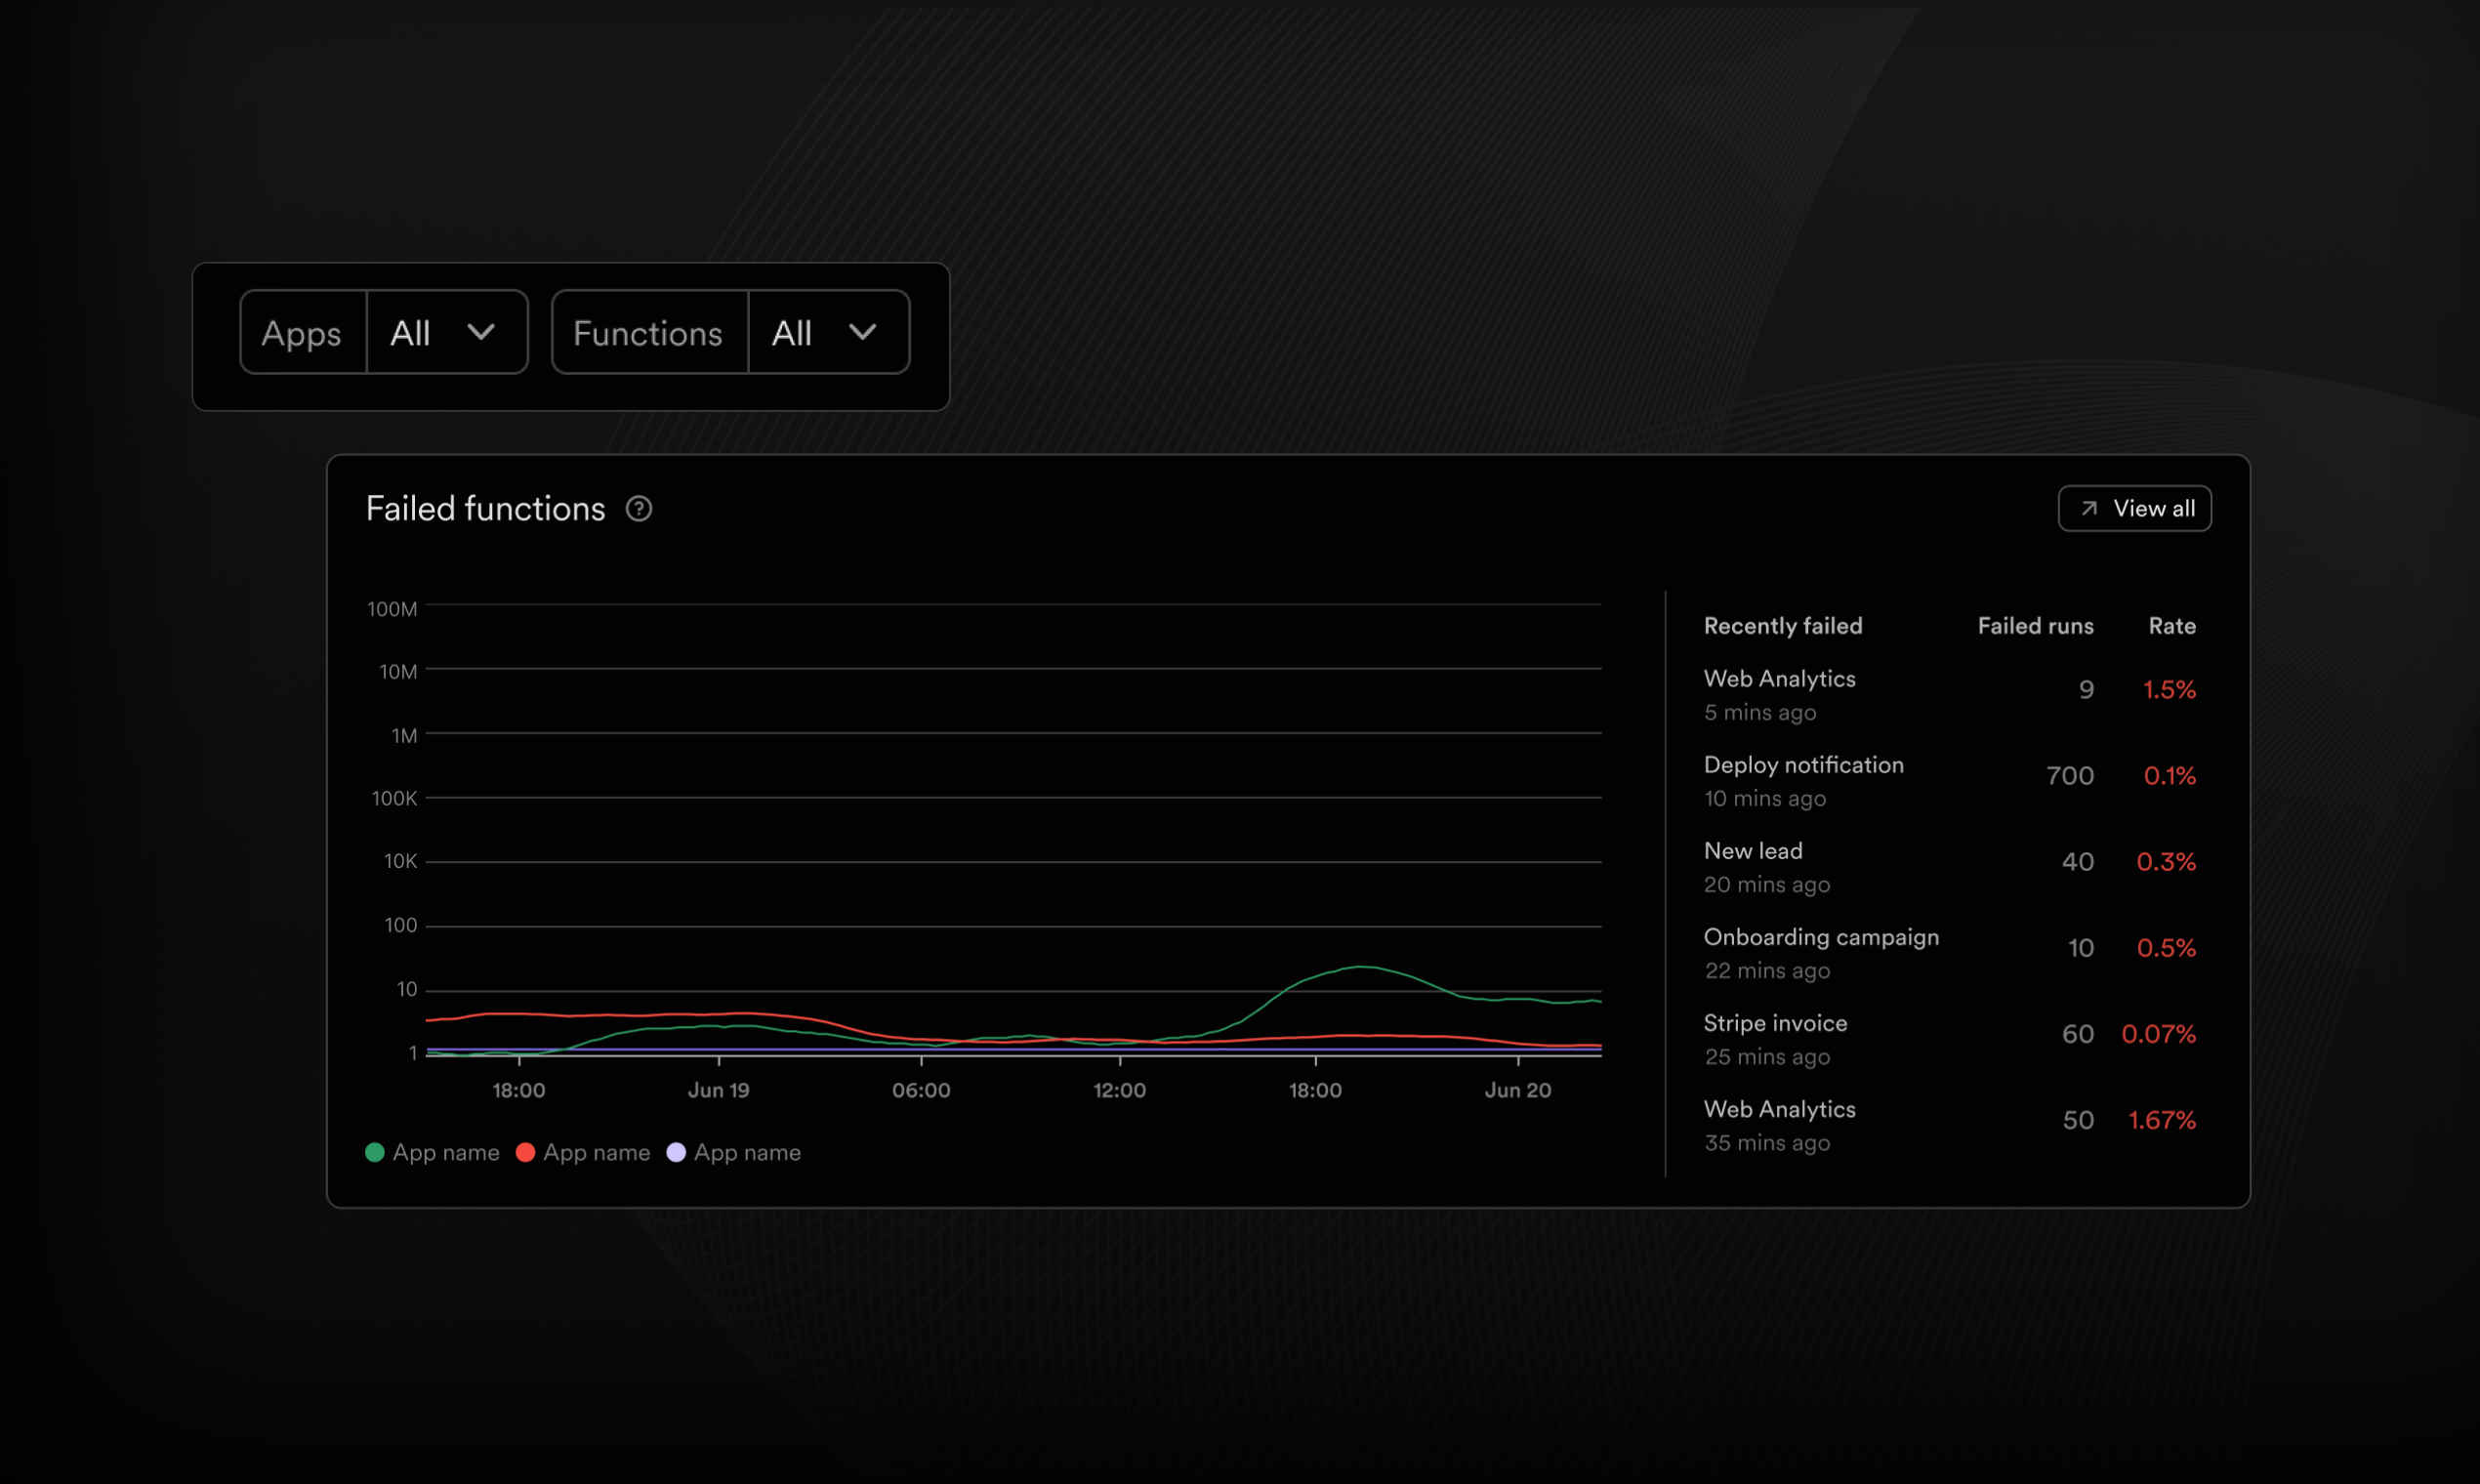 Apps All Functions All
Failed functions ?
View all
100M
10M
1M
100K
10K
100
10
1
18:00 Jun 19 06:00 12:00 18:00 Jun 20
App name App name App name
Recently failed Failed runs Rate
Web Analytics 9 1.5%
5 mins ago
Deploy notification 700 0.1%
10 mins ago
New lead 40 0.3%
20 mins ago
Onboarding campaign 10 0.5%
22 mins ago
Stripe invoice 60 0.07%
25 mins ago
Web Analytics 50 1.67%
35 mins ago